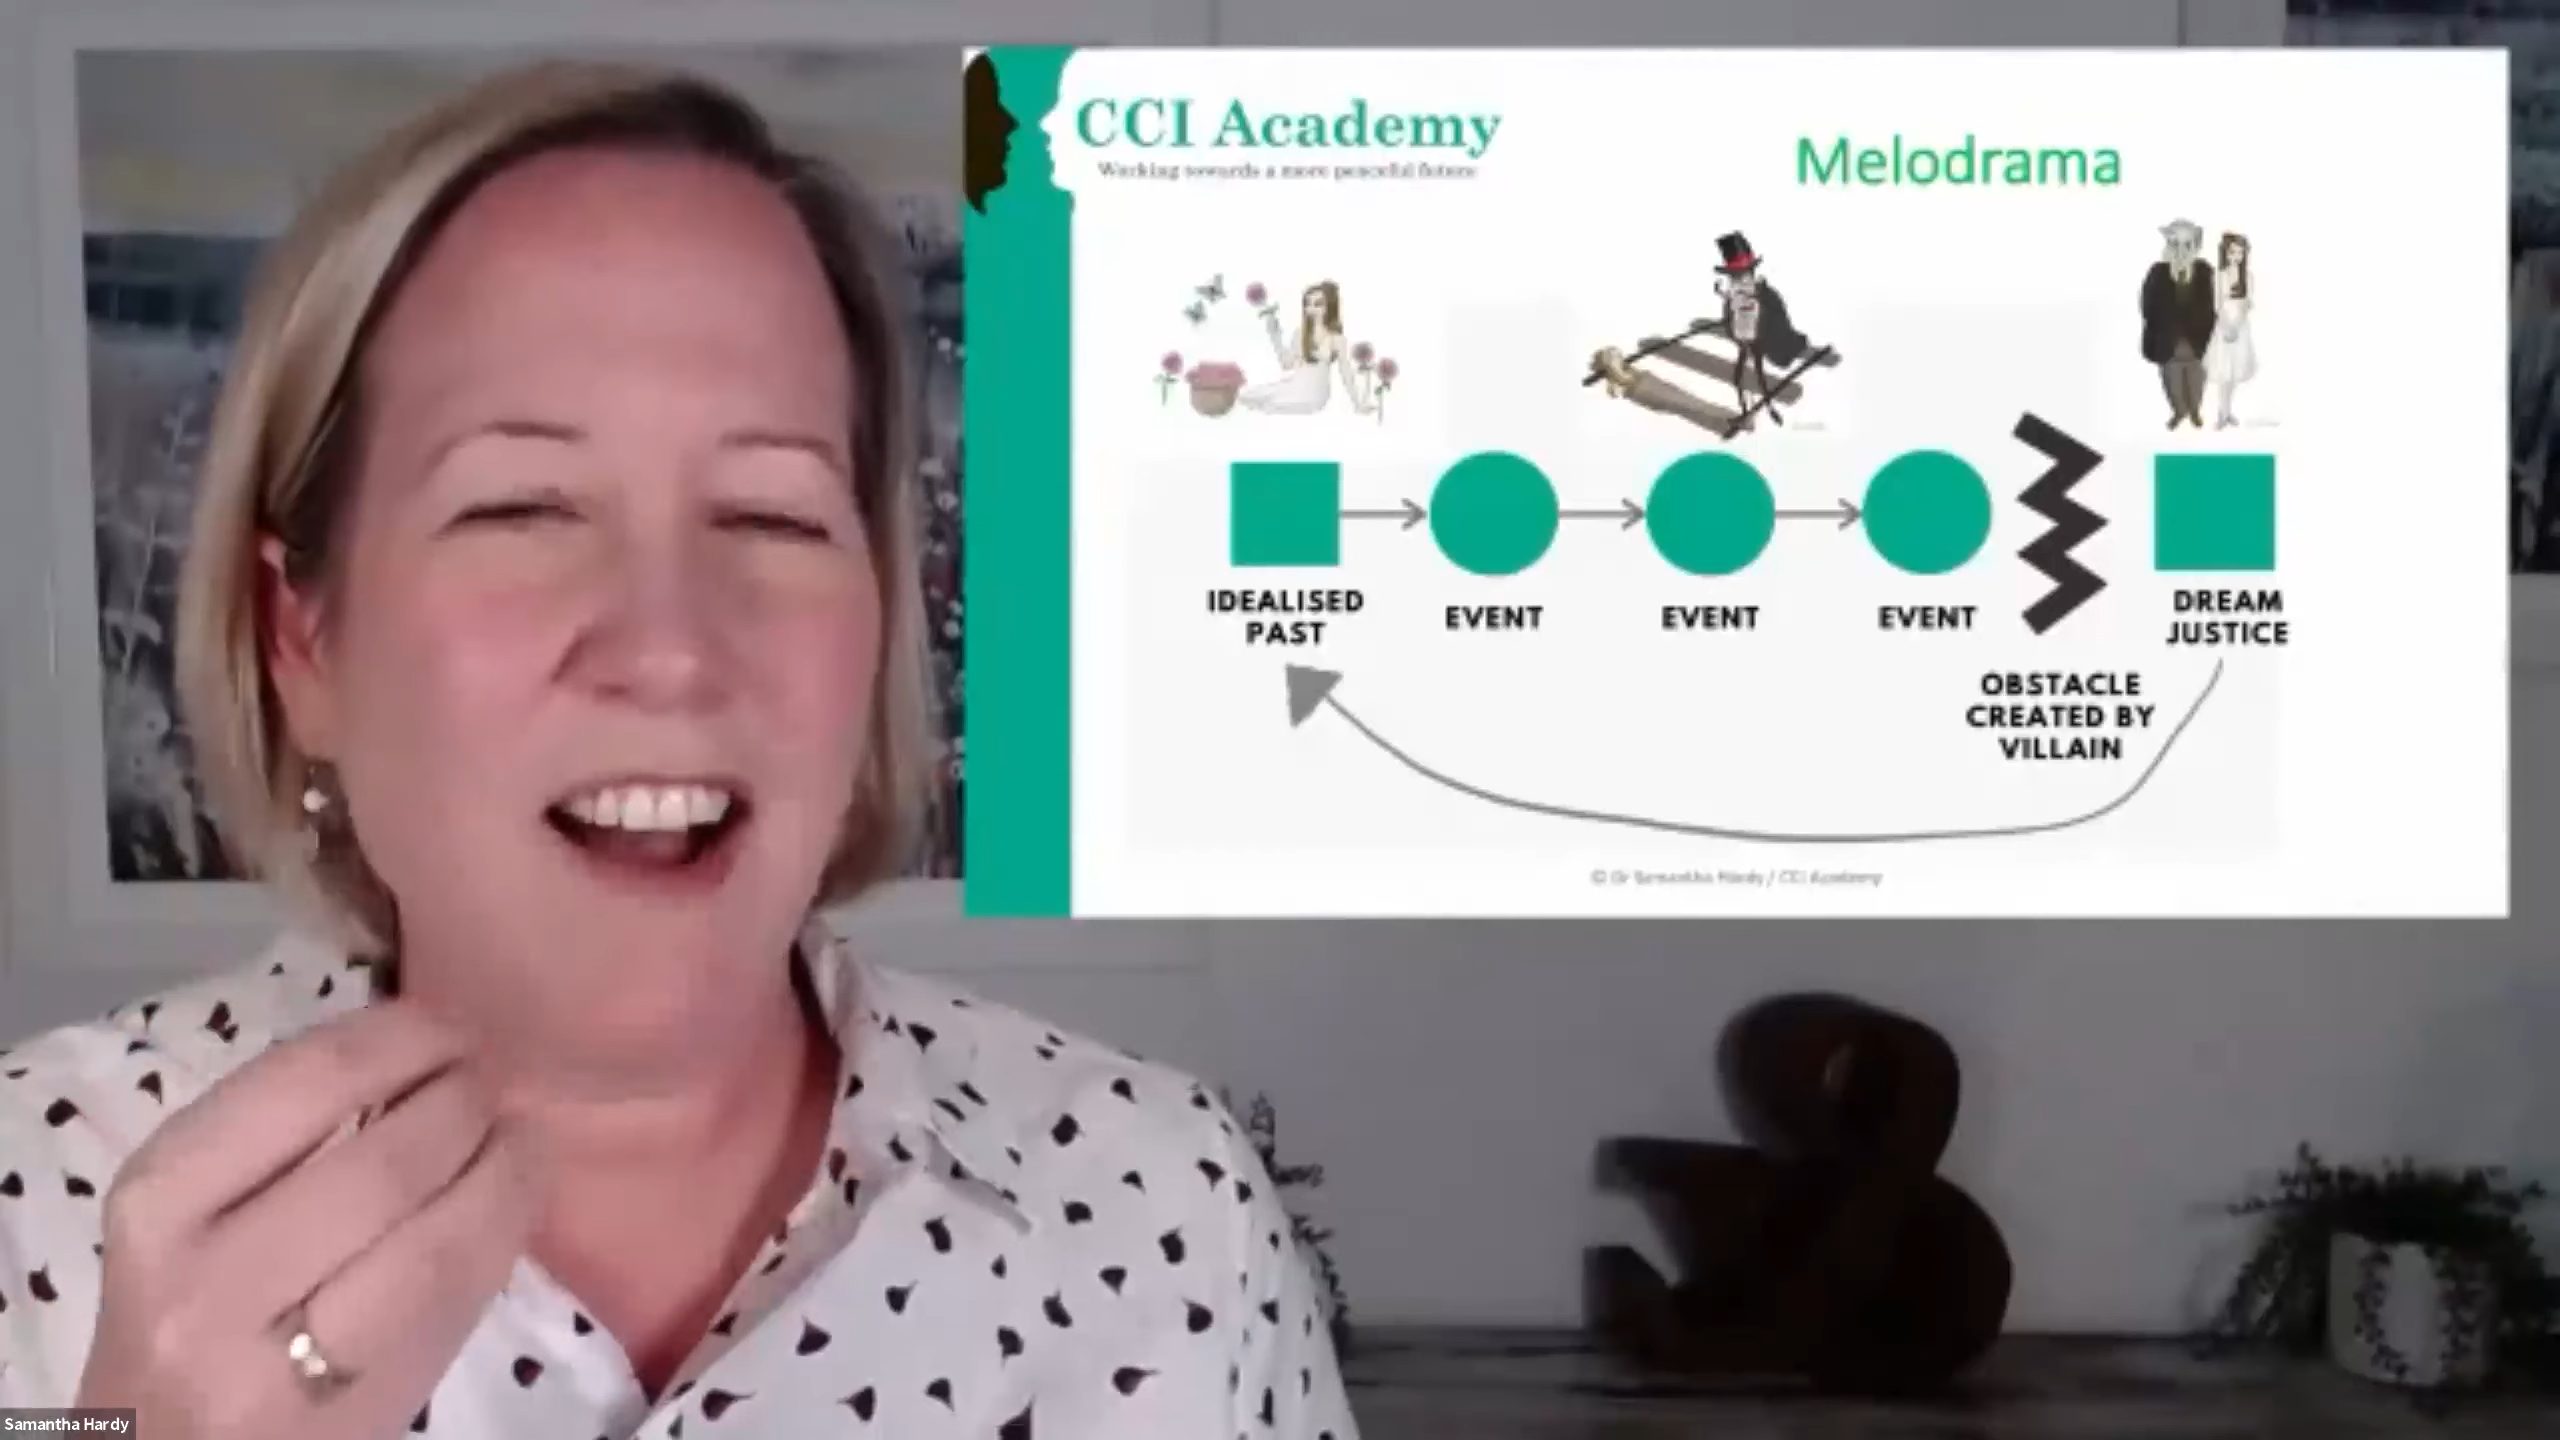 CCI Academy
Working towards a more peaceful future
Melodrama
IDEALISED
PAST
EVENT
EVENT
EVENT
DREAM
JUSTICE
OBSTACLE
CREATED BY
VILLAIN
© Dr Samantha Hardy / CCI Academy
Samantha Hardy